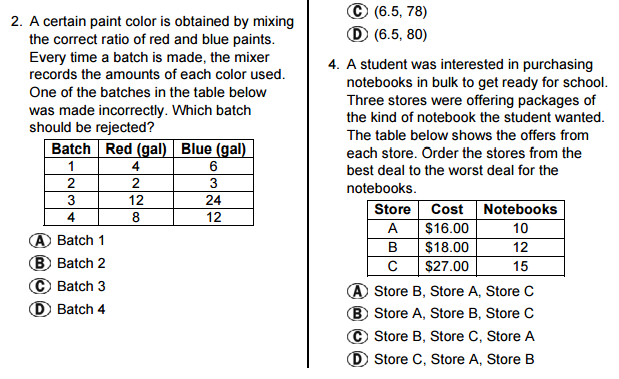 2. A certain paint color is obtained by mixing
the correct ratio of red and blue paints.
Every time a batch is made, the mixer
records the amounts of each color used.
One of the batches in the table below
was made incorrectly. Which batch
should be rejected?
Batch Red (gal) Blue (gal)
1 4 6
2 2 3
3 12 24
4 8 12
A Batch 1
B Batch 2
C Batch 3
D Batch 4
C (6.5, 78)
D (6.5, 80)
4. A student was interested in purchasing
notebooks in bulk to get ready for school.
Three stores were offering packages of
the kind of notebook the student wanted.
The table below shows the offers from
each store. Order the stores from the
best deal to the worst deal for the
notebooks.
Store Cost Notebooks
A $16.00 10
B $18.00 12
C $27.00 15
A Store B, Store A, Store C
B Store A, Store B, Store C
C Store B, Store C, Store A
D Store C, Store A, Store B